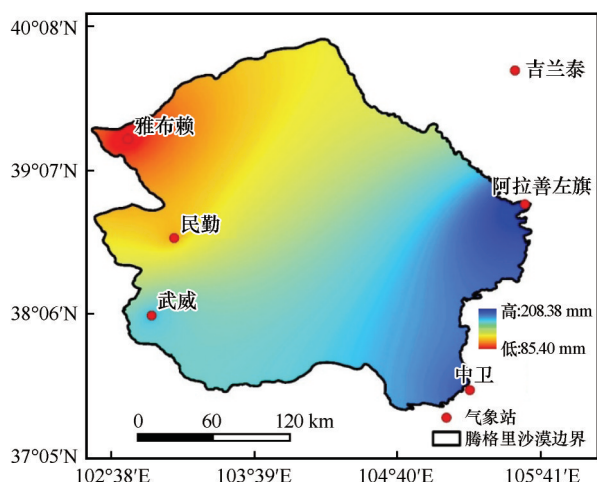 40°08′N
吉兰泰
雅布赖
39°07′N
阿拉善左旗
民勤
武威
38°06′N
高:208.38 mm
低:85.40 mm
中卫
0 60 120 km
气象站
腾格里沙漠边界
37°05′N
102°38′E 103°39′E 104°40′E 105°41′E